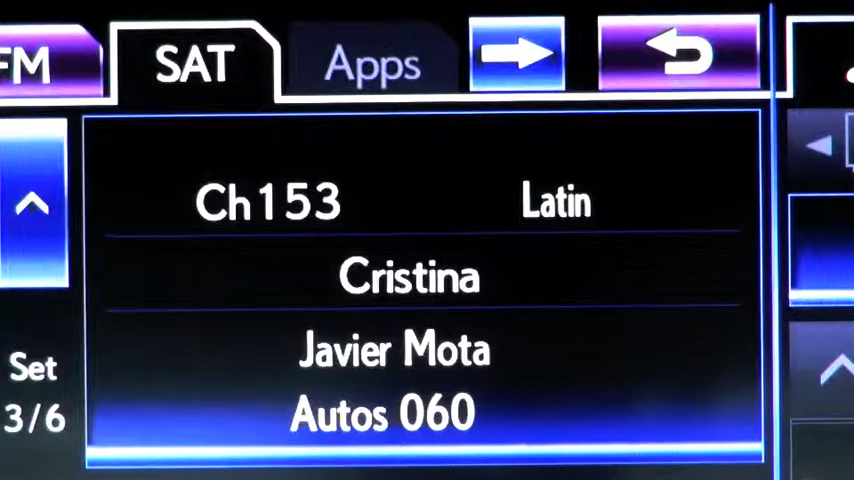 FM SAT Apps
Ch153 Latin
Cristina
Javier Mota
Set
Autos 060
3/6